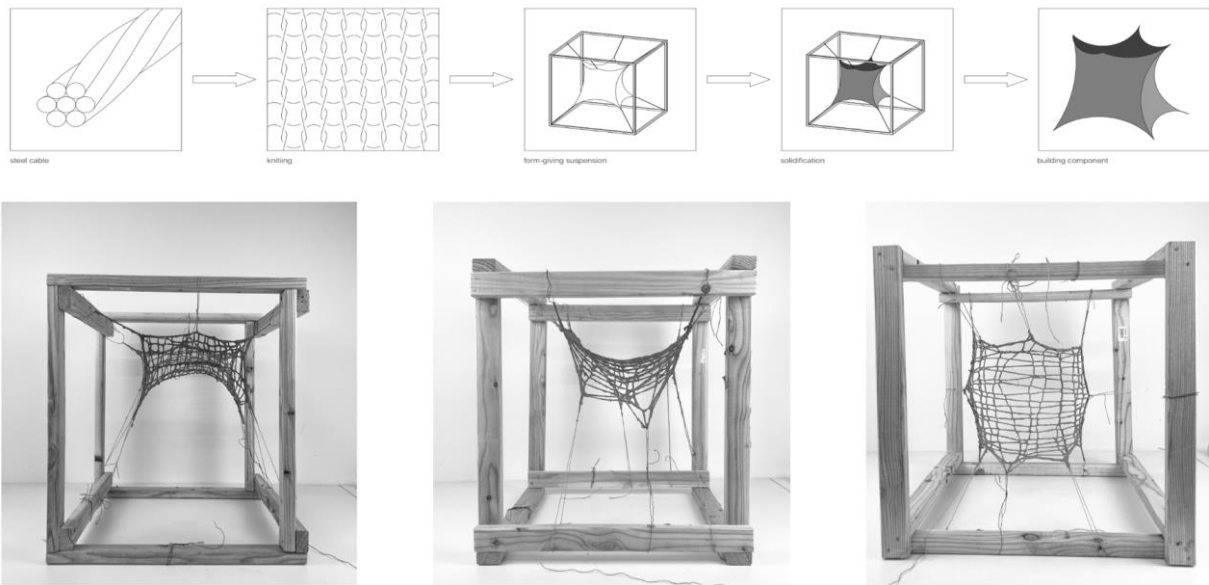 steel cable
knitting
form-giving suspension
solidification
building component